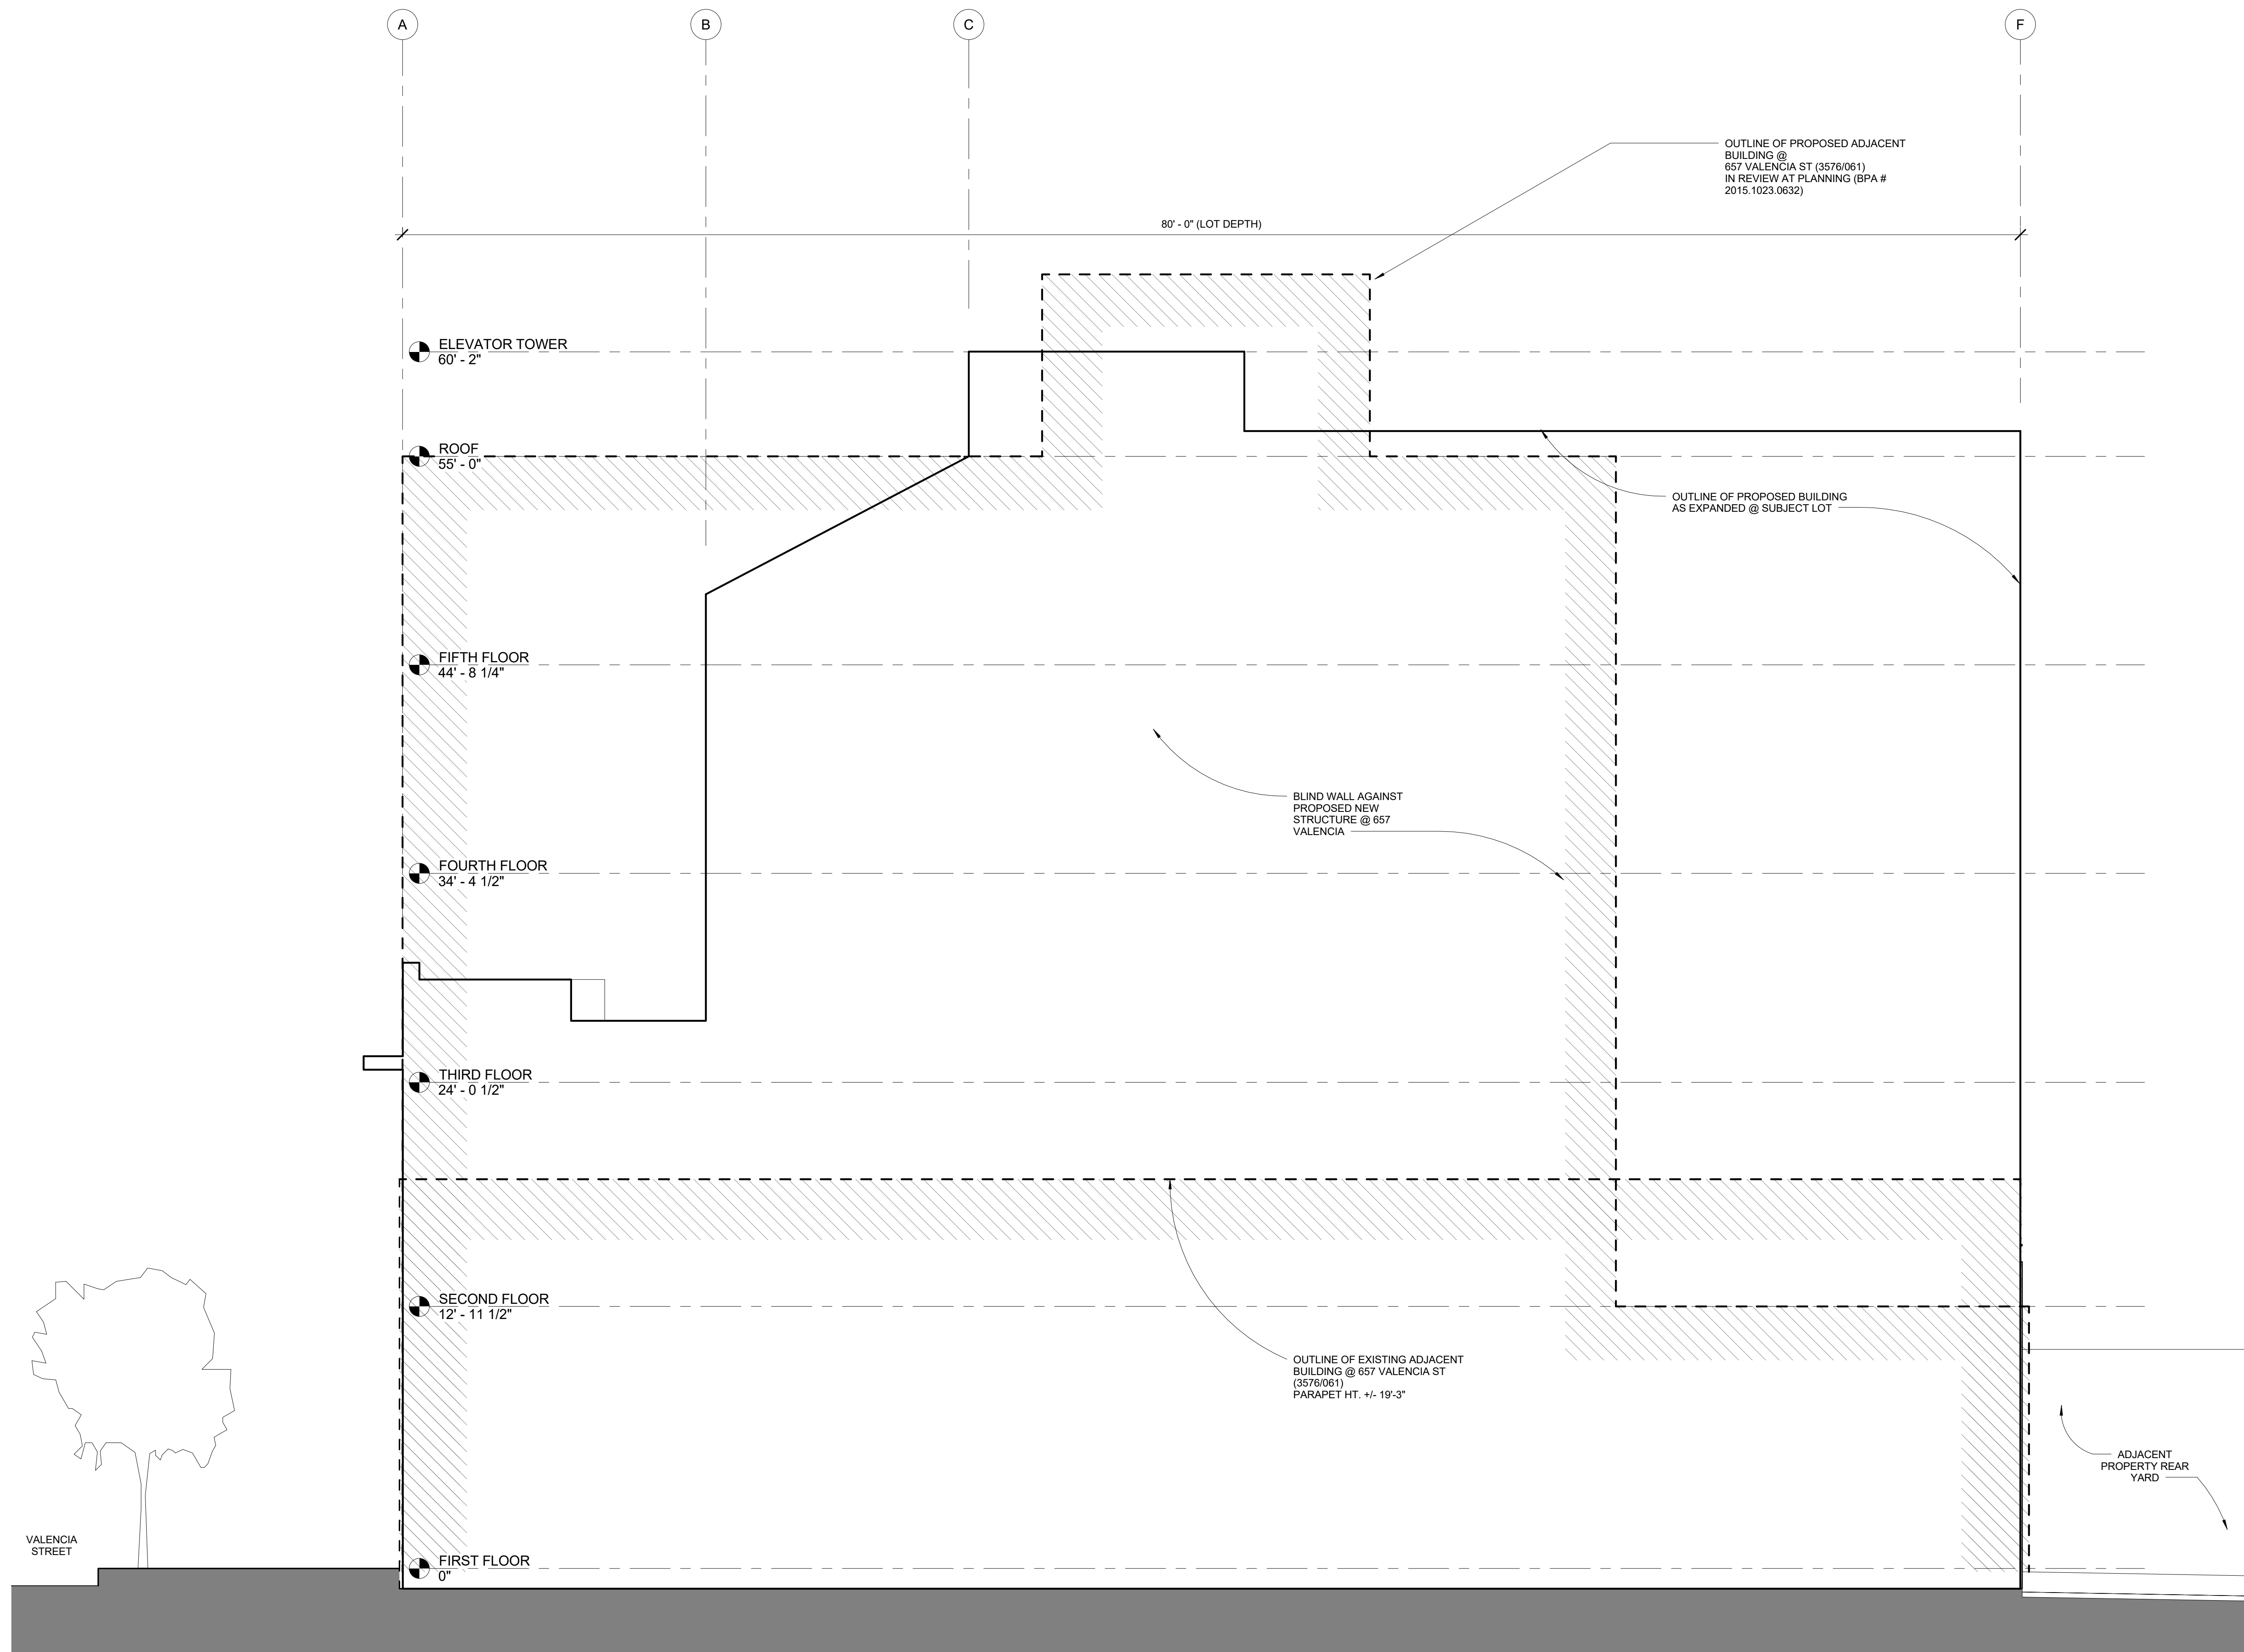 A
B
C
F
OUTLINE OF PROPOSED ADJACENT
BUILDING @
657 VALENCIA ST (3576/061)
IN REVIEW AT PLANNING (BPA #
2015.1023.0632)
80' - 0" (LOT DEPTH)
ELEVATOR TOWER
60' - 2"
ROOF
55' - 0"
OUTLINE OF PROPOSED BUILDING
AS EXPANDED @ SUBJECT LOT
FIFTH FLOOR
44' - 8 1/4"
BLIND WALL AGAINST
PROPOSED NEW
STRUCTURE @ 657
VALENCIA
FOURTH FLOOR
34' - 4 1/2"
THIRD FLOOR
24' - 0 1/2"
SECOND FLOOR
12' - 11 1/2"
OUTLINE OF EXISTING ADJACENT
BUILDING @ 657 VALENCIA ST
(3576/061)
PARAPET HT. +/- 19'-3"
ADJACENT
PROPERTY REAR
YARD
VALENCIA
STREET
FIRST FLOOR
0"